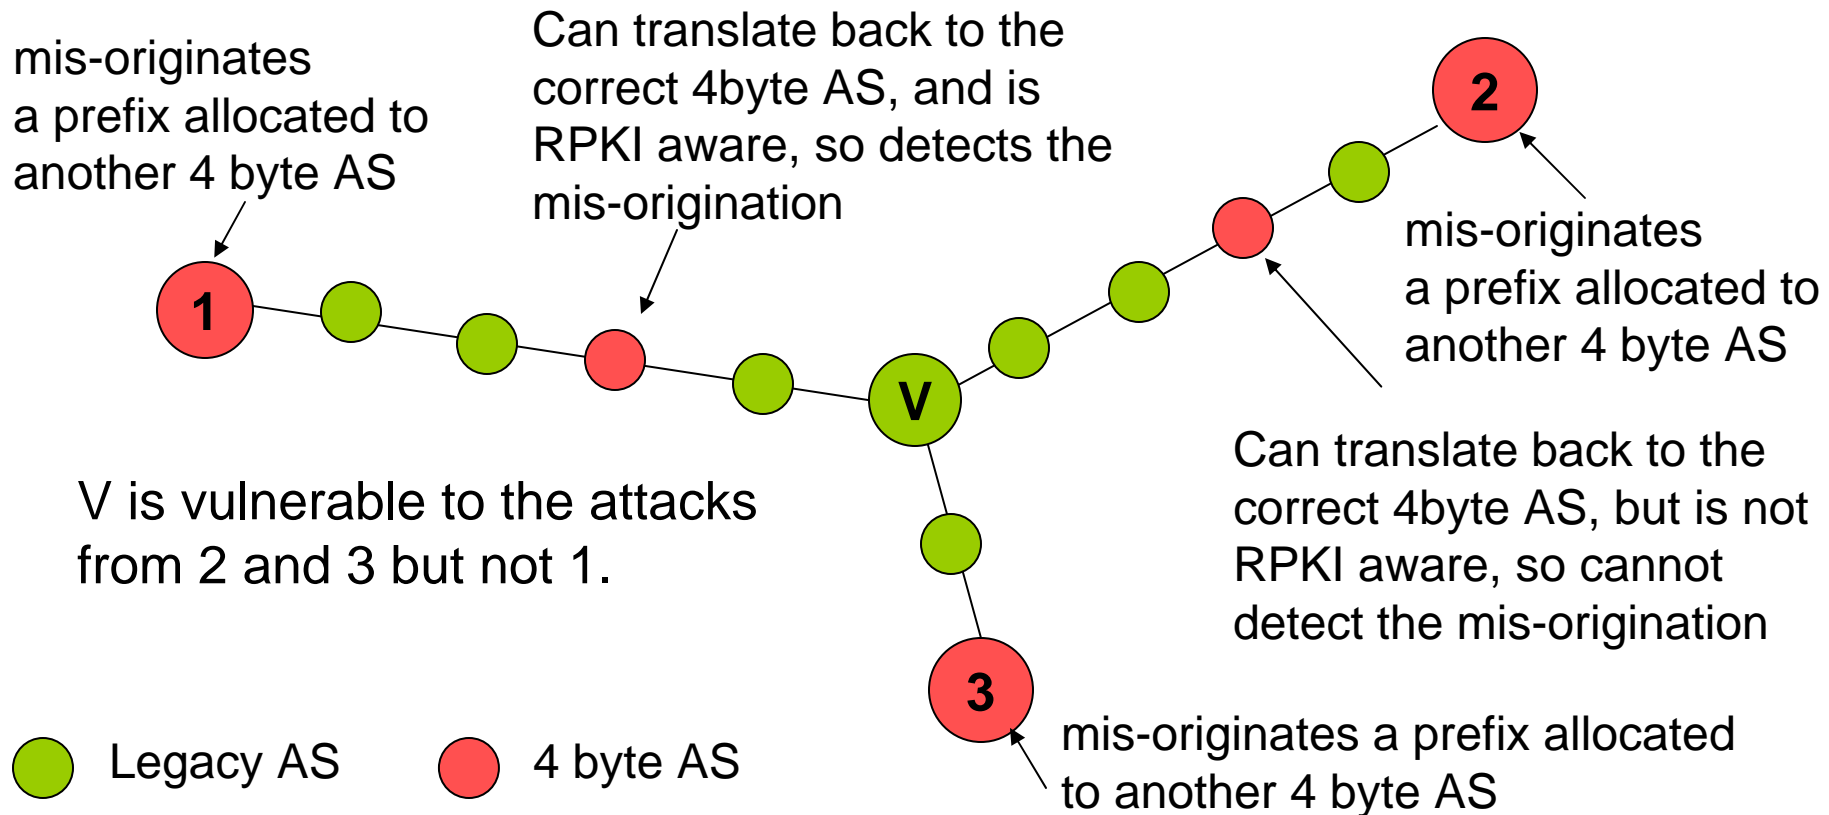 mis-originates
a prefix allocated to
another 4 byte AS
Can translate back to the
correct 4byte AS, and is
RPKI aware, so detects the
mis-origination
2
mis-originates
a prefix allocated to
another 4 byte AS
1
V
Can translate back to the
correct 4byte AS, but is not
RPKI aware, so cannot
detect the mis-origination
V is vulnerable to the attacks
from 2 and 3 but not 1.
3
mis-originates a prefix allocated
to another 4 byte AS
Legacy AS
4 byte AS